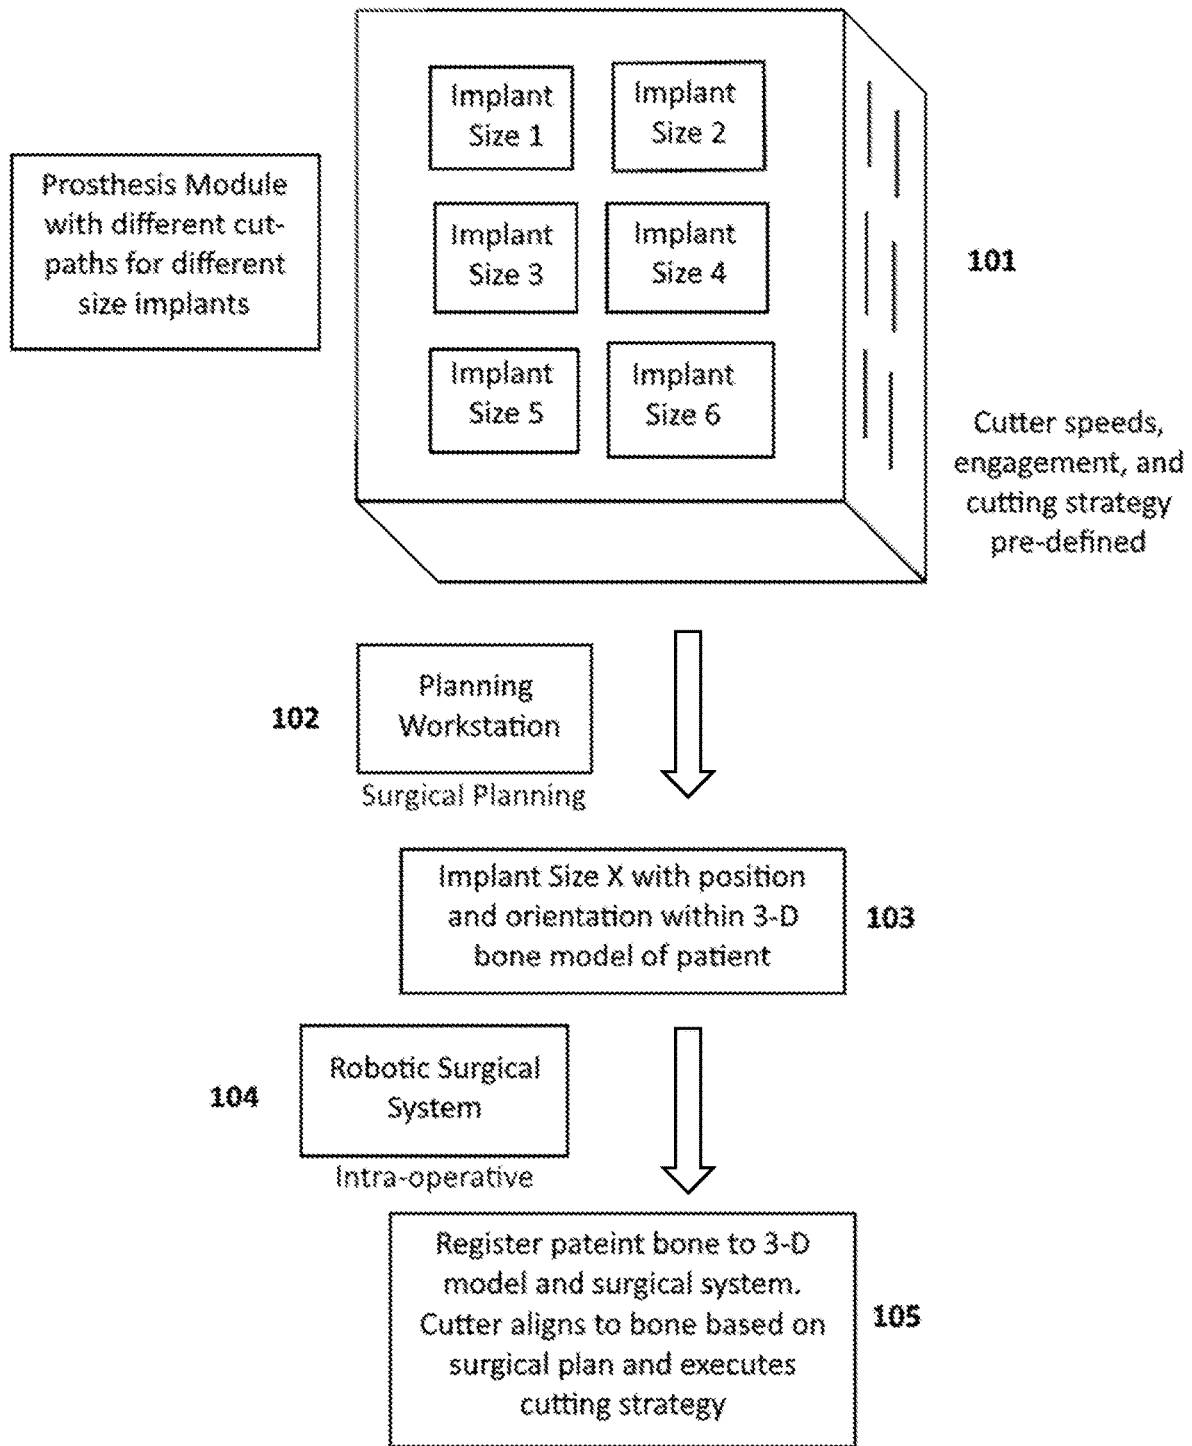 Implant
Size 1
Implant
Size 2
Prosthesis Module
with different cut-
paths for different
size implants
Implant
Size 3
Implant
Size 4
101
Implant
Size 5
Implant
Size 6
Cutter speeds,
engagement, and
cutting strategy
pre-defined
102
Planning
Workstation
Surgical Planning
Implant Size X with position
and orientation within 3-D
bone model of patient
103
104
Robotic Surgical
System
Intra-operative
Register pateint bone to 3-D
model and surgical system.
Cutter aligns to bone based on
surgical plan and executes
cutting strategy
105